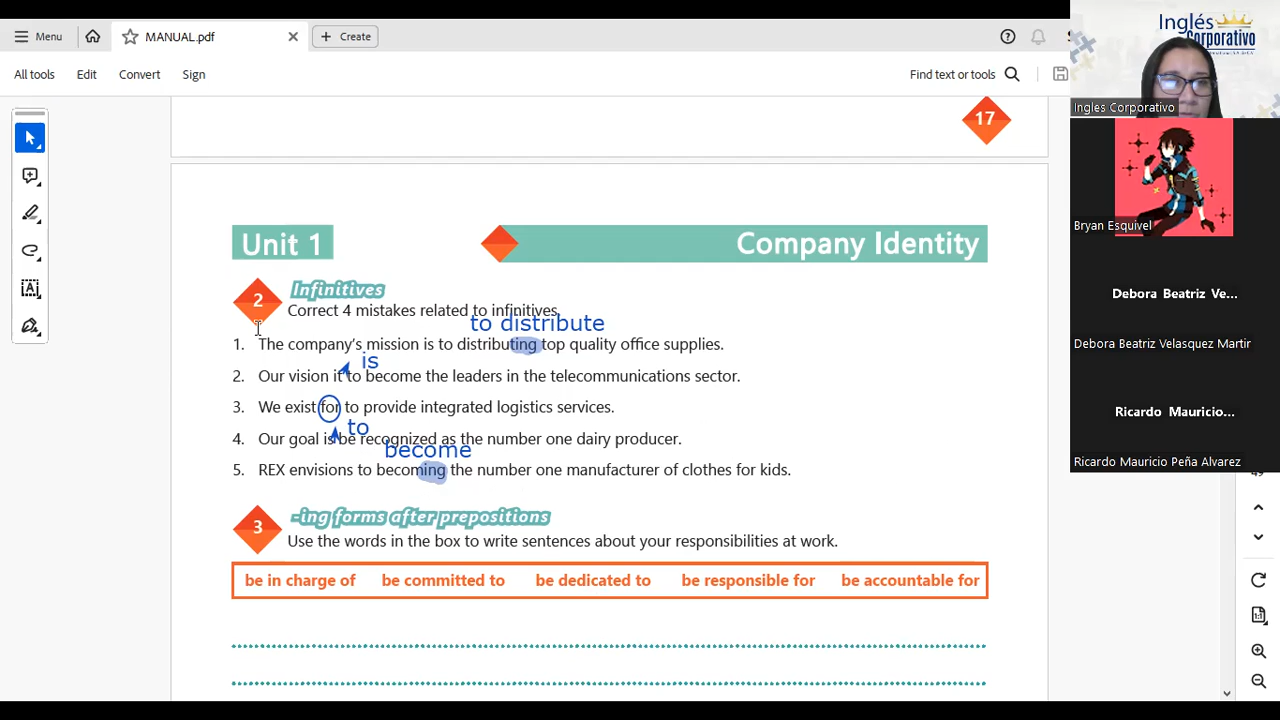 Menu
MANUAL.pdf
Create
All tools
Edit
Convert
Sign
Find text or tools
Inglés
Corporativo
Ingles Corporativo
Bryan Esquivel
Debora Beatriz Ve...
Debora Beatriz Velasquez Martir
Ricardo Mauricio...
Ricardo Mauricio Peña Alvarez
17
Unit 1
Company Identity
2
Infinitives
Correct 4 mistakes related to infinitives.
to distribute
1. The company's mission is to distributing top quality office supplies.
is
2. Our vision it to become the leaders in the telecommunications sector.
3. We exist for to provide integrated logistics services.
to
4. Our goal is be recognized as the number one dairy producer.
become
5. REX envisions to becoming the number one manufacturer of clothes for kids.
3
-ing forms after prepositions
Use the words in the box to write sentences about your responsibilities at work.
be in charge of be committed to be dedicated to be responsible for be accountable for